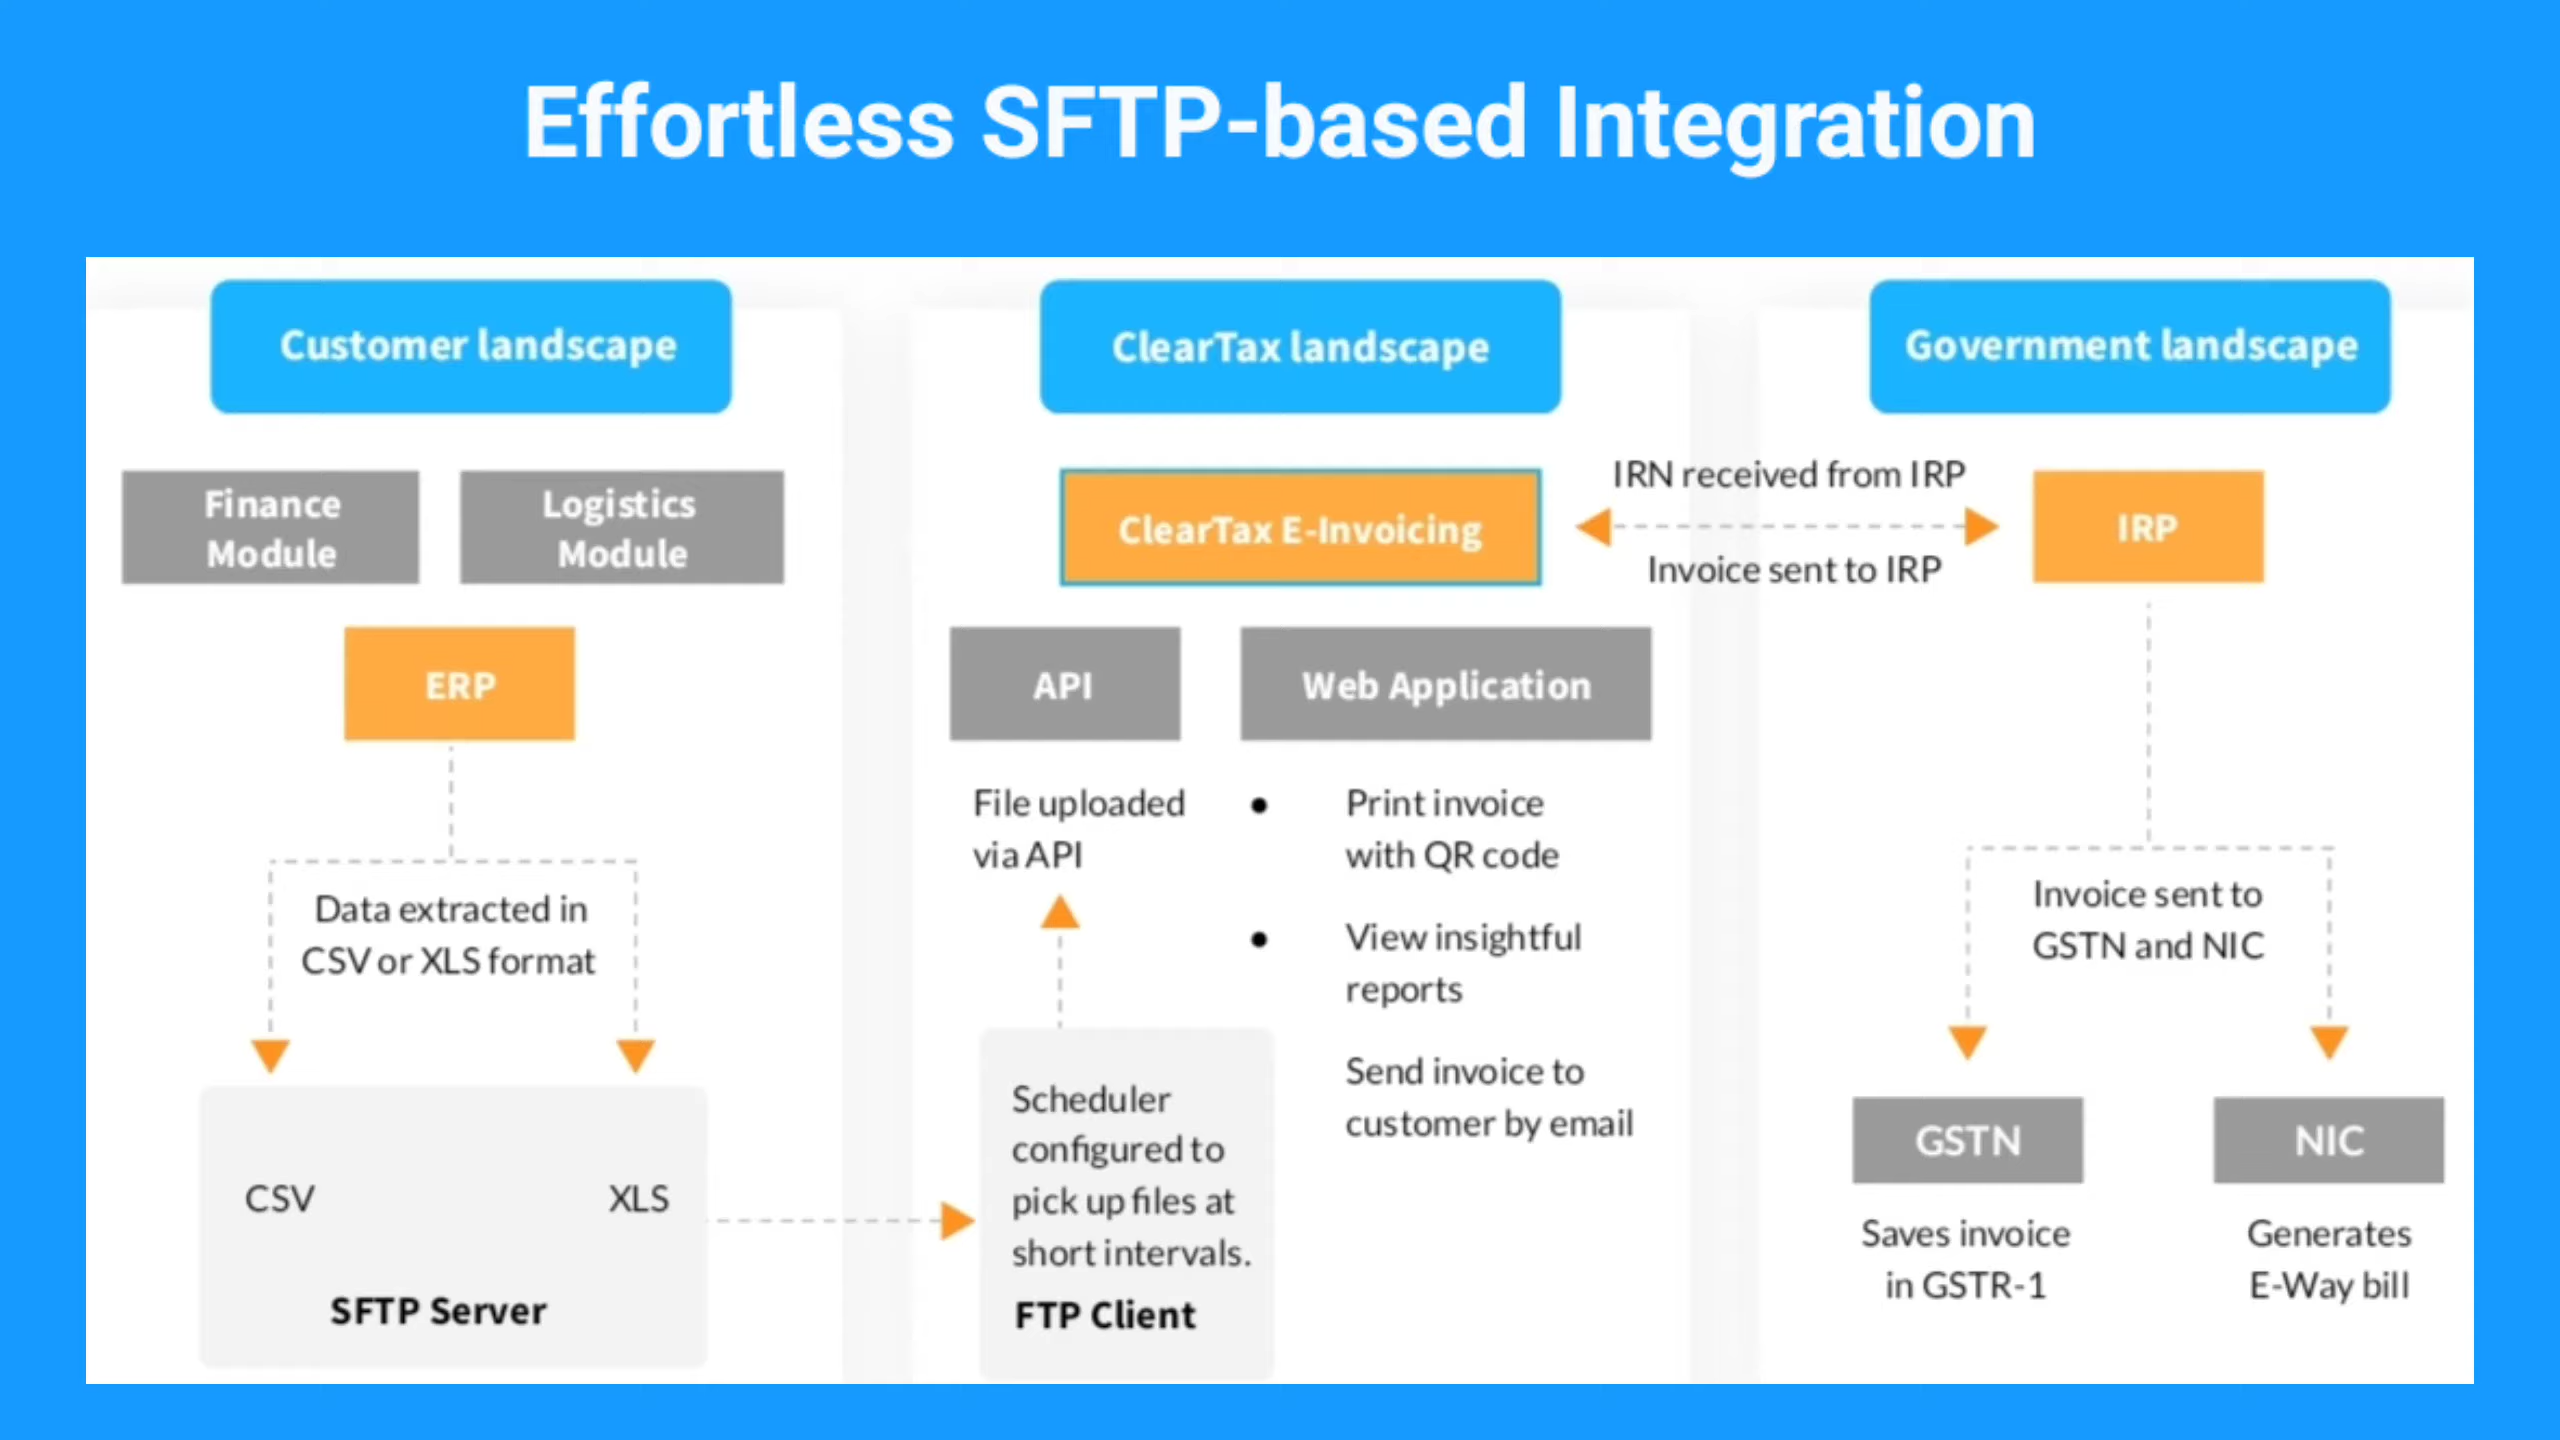 Effortless SFTP-based Integration
Customer landscape
Finance
Module
Logistics
Module
ERP
Data extracted in
CSV or XLS format
CSV
XLS
SFTP Server
ClearTax landscape
ClearTax E-Invoicing
API
Web Application
File uploaded
via API
• Print invoice
with QR code
• View insightful
reports
Send invoice to
customer by email
Scheduler
configured to
pick up files at
short intervals.
FTP Client
IRN received from IRP
Invoice sent to IRP
Government landscape
IRP
Invoice sent to
GSTN and NIC
GSTN
Saves invoice
in GSTR-1
NIC
Generates
E-Way bill